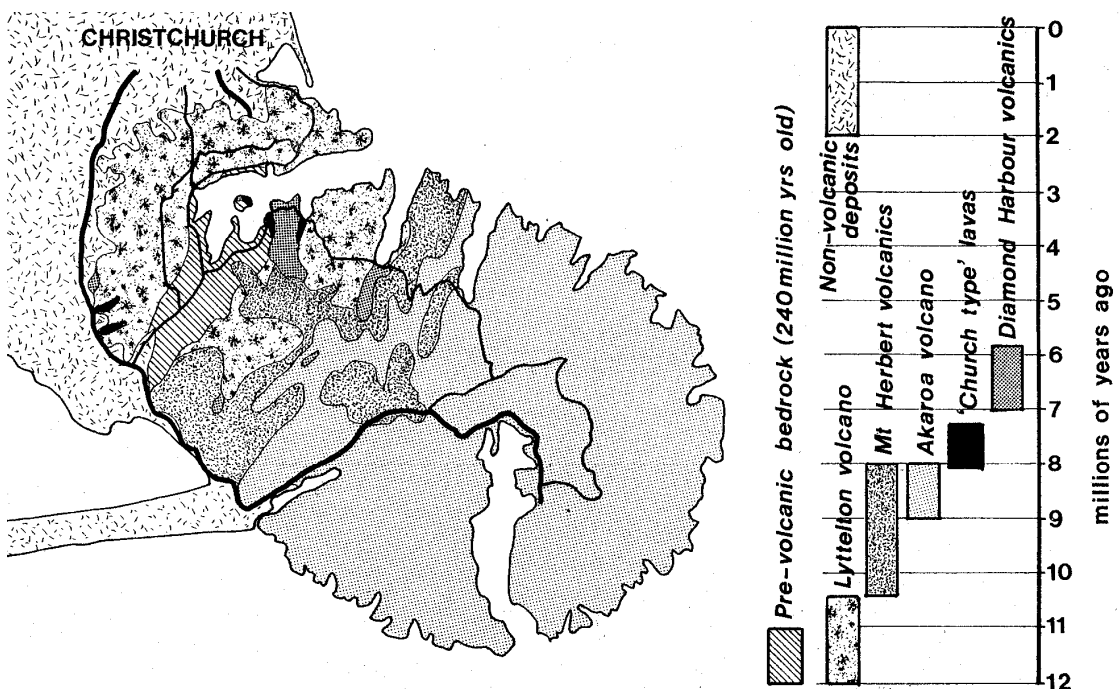 CHRISTCHURCH
Pre-volcanic bedrock (240 million yrs old)
Lyttelton volcano
Non-volcanic
deposits
Mt Herbert volcanics
Akaroa volcano
'Church type' lavas
Diamond Harbour volcanics
0
1
2
3
4
5
6
7
8
9
10
11
12
millions of years ago